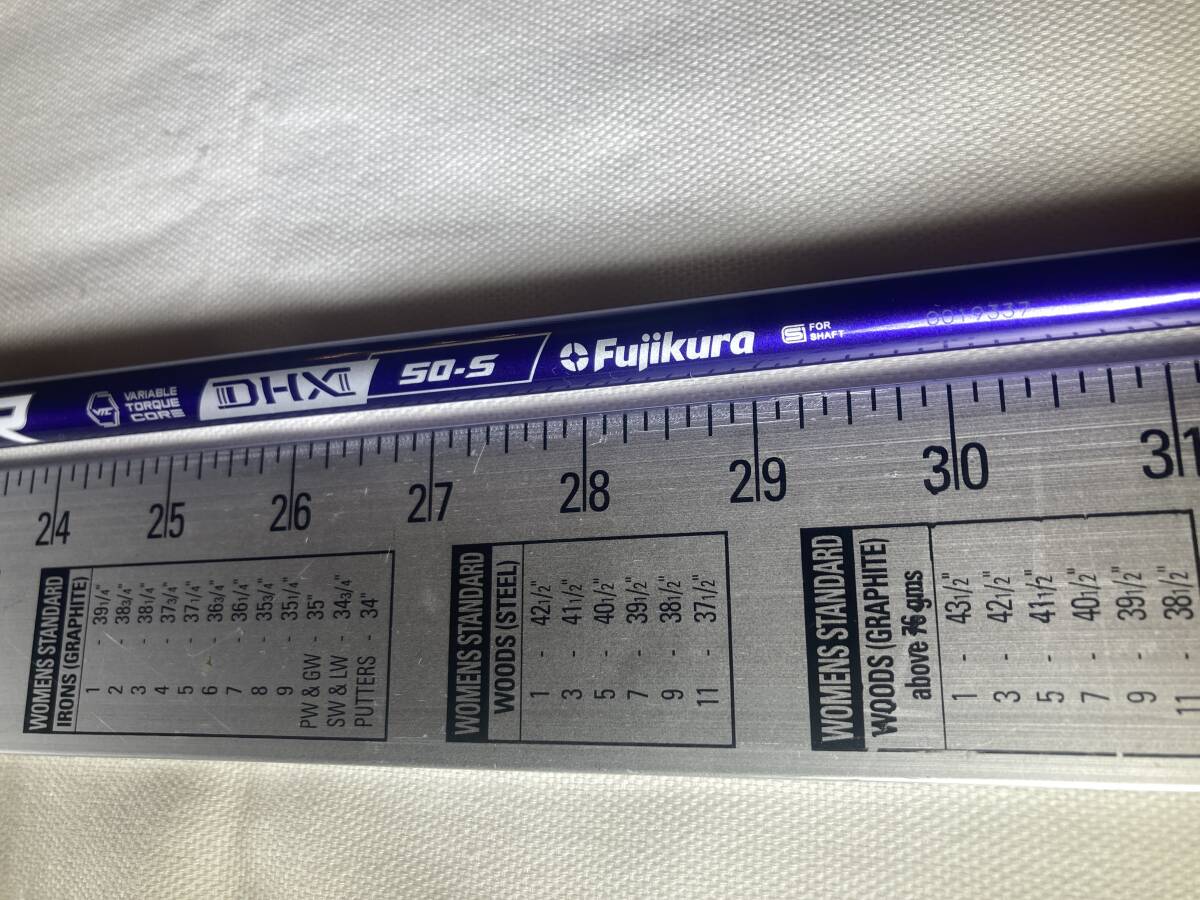 R
VTC VARIABLE
TORQUE
CORE
DHX 50-S
Fujikura
S FOR
SHAFT
0019337
24 25 26 27 28 29 30 31
WOMENS STANDARD
IRONS (GRAPHITE)
1 - 39 1/4"
2 - 38 3/4"
3 - 38 1/4"
4 - 37 3/4"
5 - 37 1/4"
6 - 36 3/4"
7 - 36 1/4"
8 - 35 3/4"
9 - 35 1/4"
PW & GW - 35"
SW & LW - 34 3/4"
PUTTERS - 34"
WOMENS STANDARD
WOODS (STEEL)
1 - 42 1/2"
3 - 41 1/2"
5 - 40 1/2"
7 - 39 1/2"
9 - 38 1/2"
11 - 37 1/2"
WOMENS STANDARD
WOODS (GRAPHITE)
above 76 gms
1 - 43 1/2"
3 - 42 1/2"
5 - 41 1/2"
7 - 40 1/2"
9 - 39 1/2"
11 - 38 1/2"